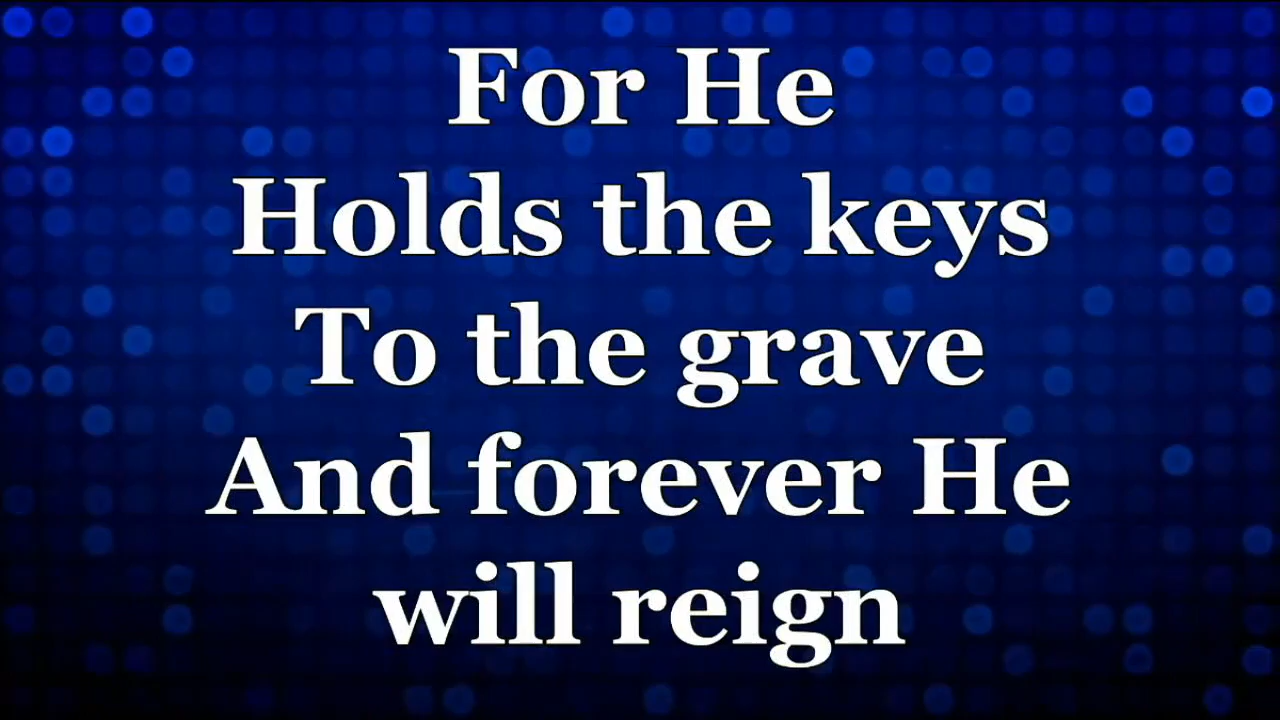 For He
Holds the keys
To the grave
And forever He
will reign